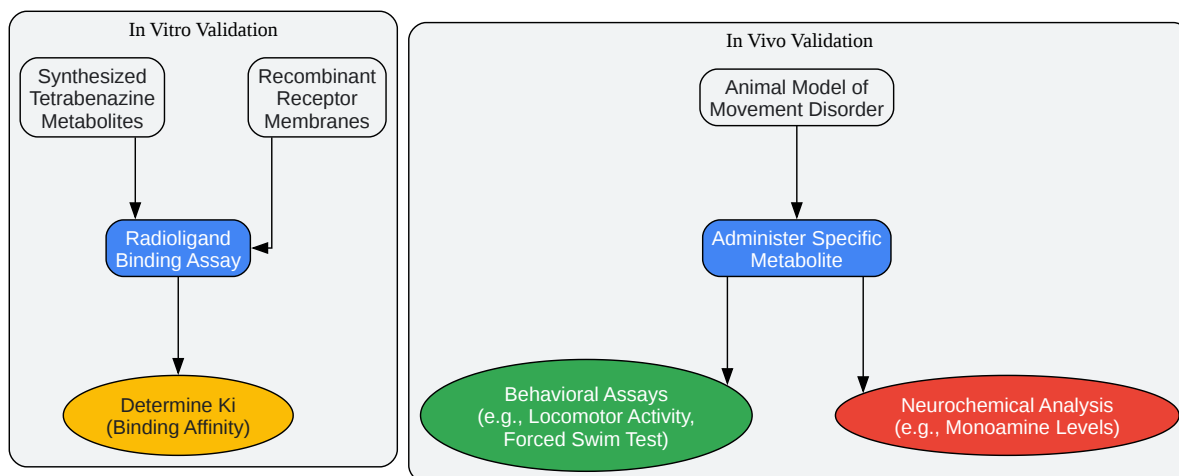 In Vitro Validation
Synthesized
Tetrabenazine
Metabolites
Recombinant
Receptor
Membranes
Radioligand
Binding Assay
Determine Ki
(Binding Affinity)
In Vivo Validation
Animal Model of
Movement Disorder
Administer Specific
Metabolite
Behavioral Assays
(e.g., Locomotor Activity,
Forced Swim Test)
Neurochemical Analysis
(e.g., Monoamine Levels)